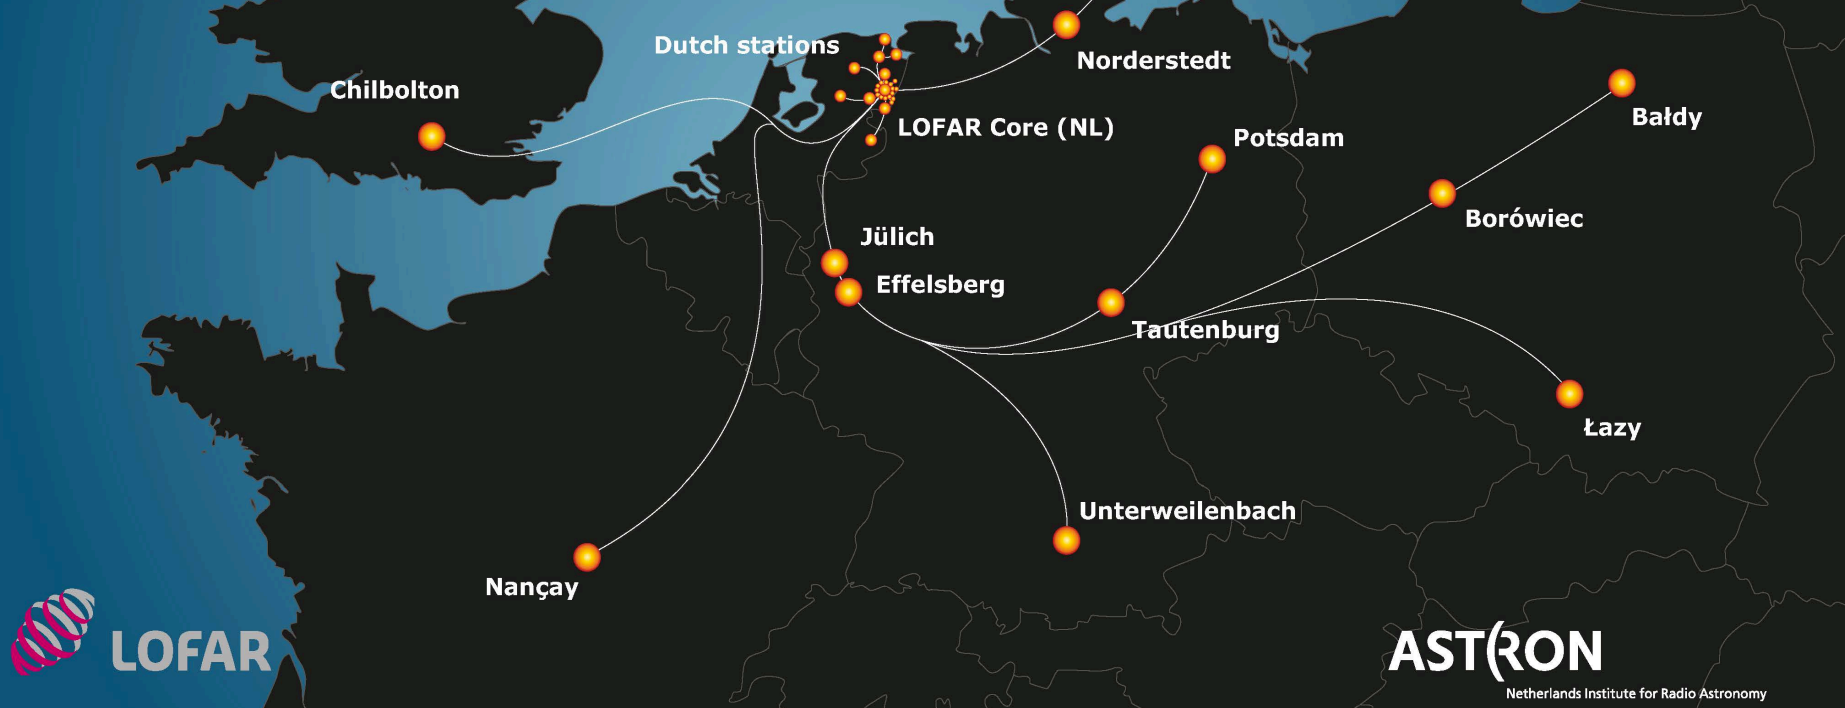 Dutch stations
Norderstedt
Chilbolton
Bałdy
LOFAR Core (NL)
Potsdam
Borówiec
Jülich
Effelsberg
Tautenburg
Łazy
Unterweilenbach
Nançay
LOFAR
ASTRON
Netherlands Institute for Radio Astronomy